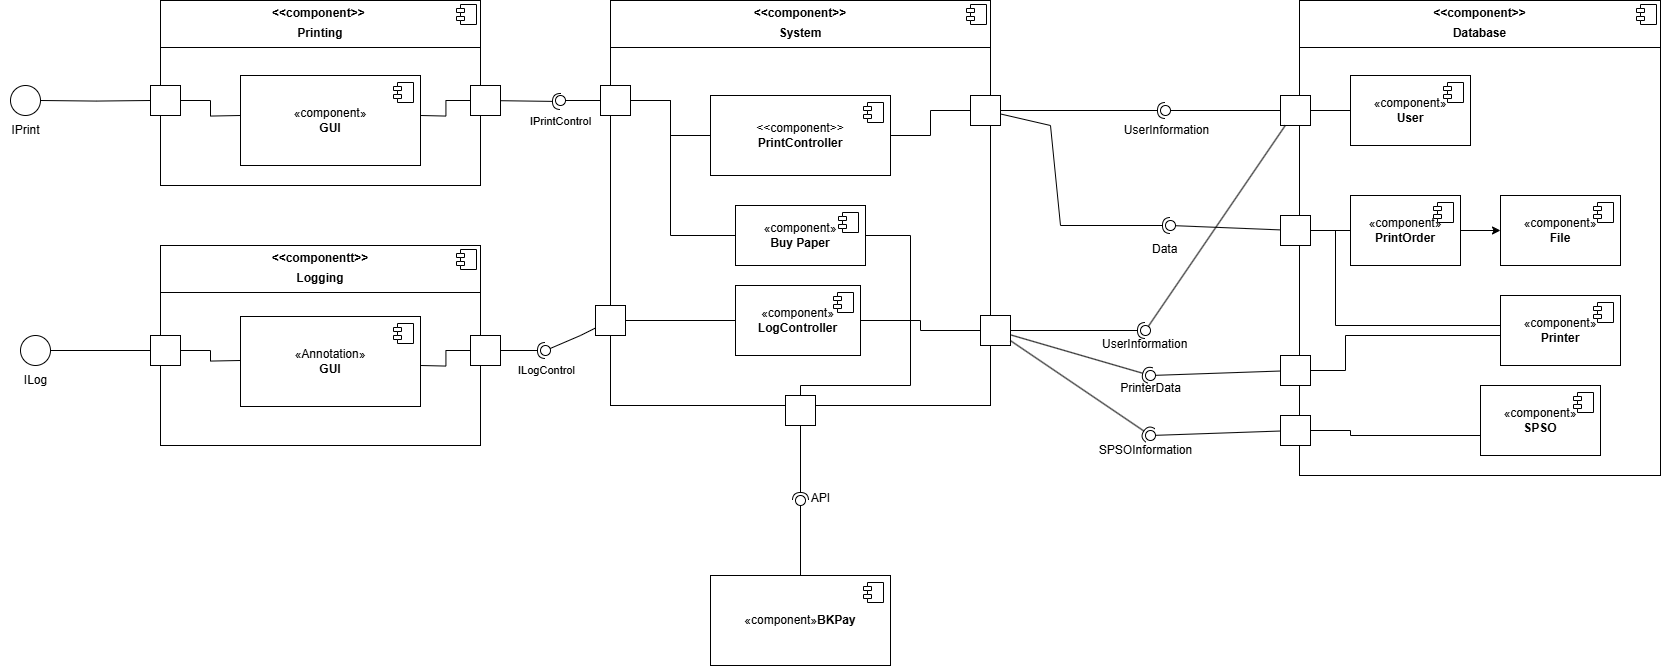 <<component>>
Printing
«component»
GUI
IPrint
IPrintControl
<<componentt>>
Logging
«Annotation»
GUI
ILog
ILogControl
<<component>>
System
<<component>>
PrintController
«component»
Buy Paper
«component»
LogController
API
«component»BKPay
UserInformation
Data
UserInformation
PrinterData
SPSOInformation
<<component>>
Database
«component»
User
«component»
PrintOrder
«component»
File
«component»
Printer
«component»
SPSO